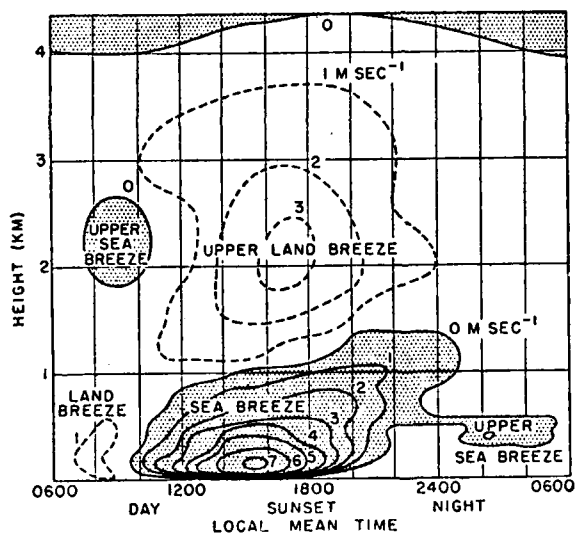 0
4
1 M SEC⁻¹
3
2
0
3
UPPER
SEA
BREEZE
UPPER LAND BREEZE
2
HEIGHT (KM)
0 M SEC⁻¹
1
1
LAND
BREEZE
2
SEA BREEZE
3
1
4
UPPER
0
7 6 5
SEA BREEZE
0600 1200 1800 2400 0600
DAY SUNSET NIGHT
LOCAL MEAN TIME